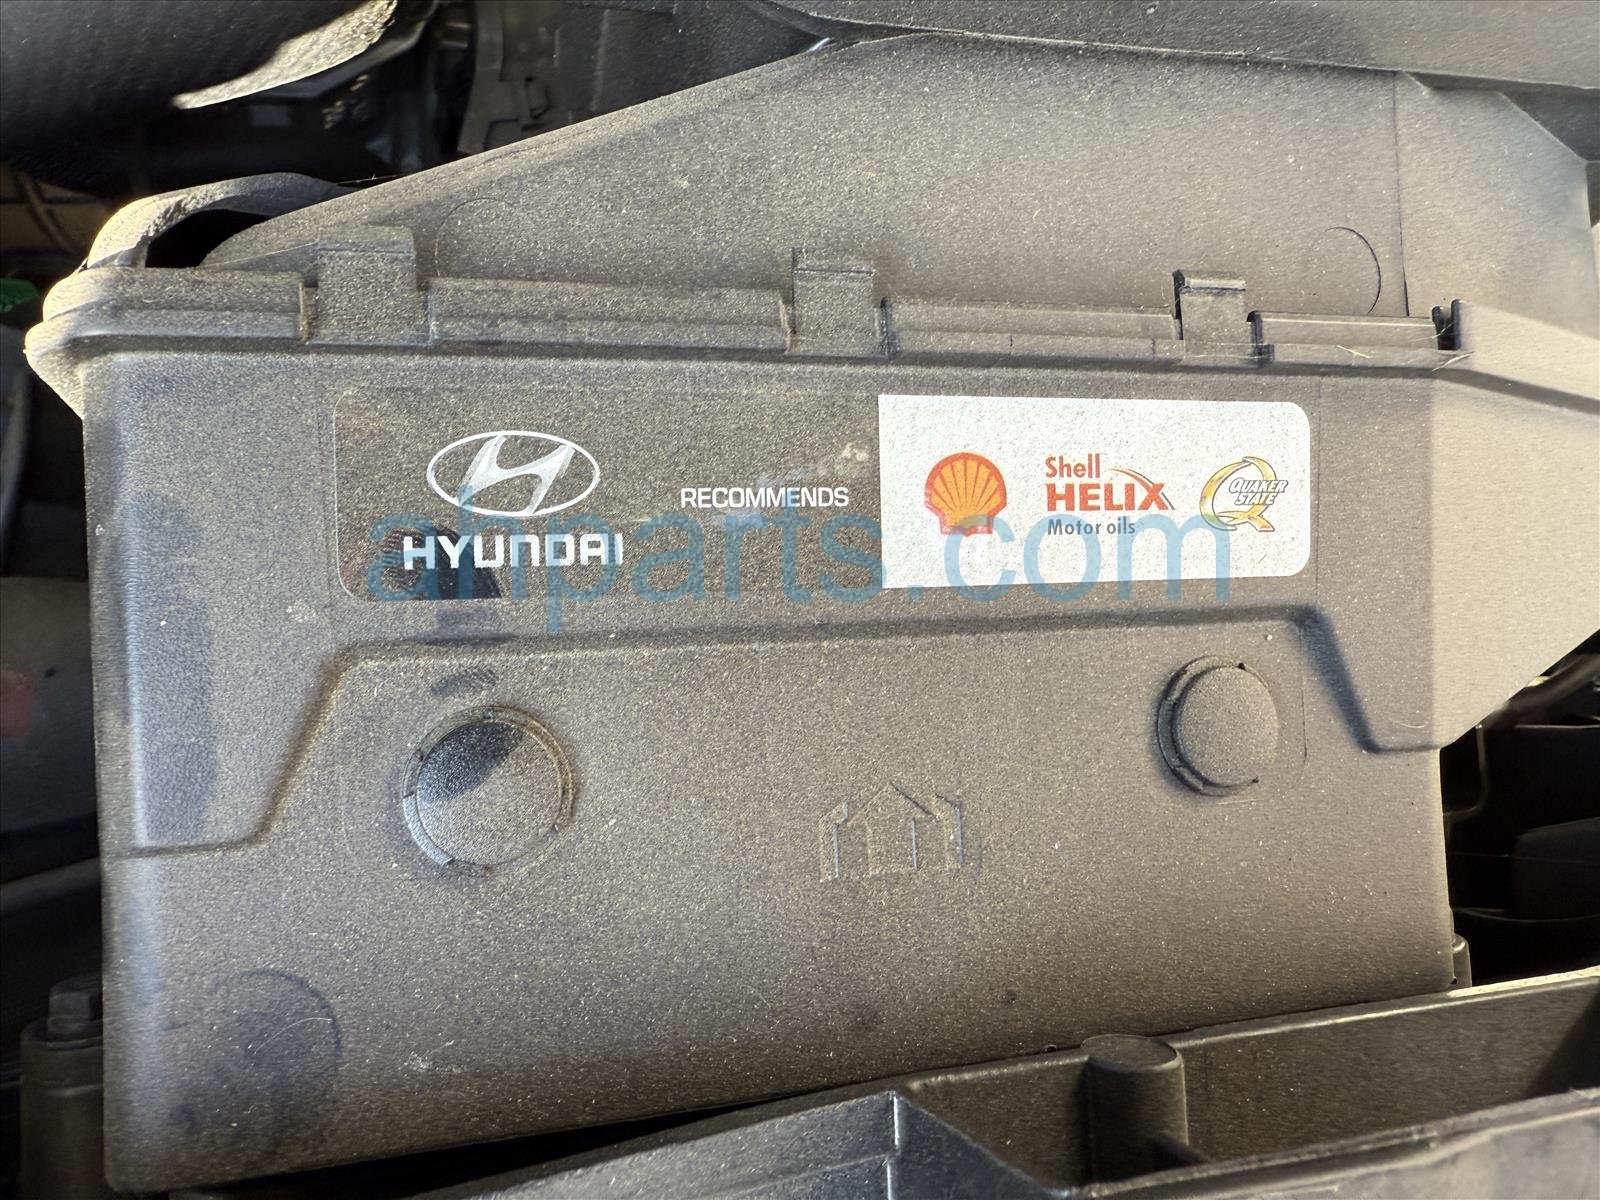 HYUNDAI
RECOMMENDS
Shell
HELIX
Motor oils
QUAKER
STATE
ahparts.com